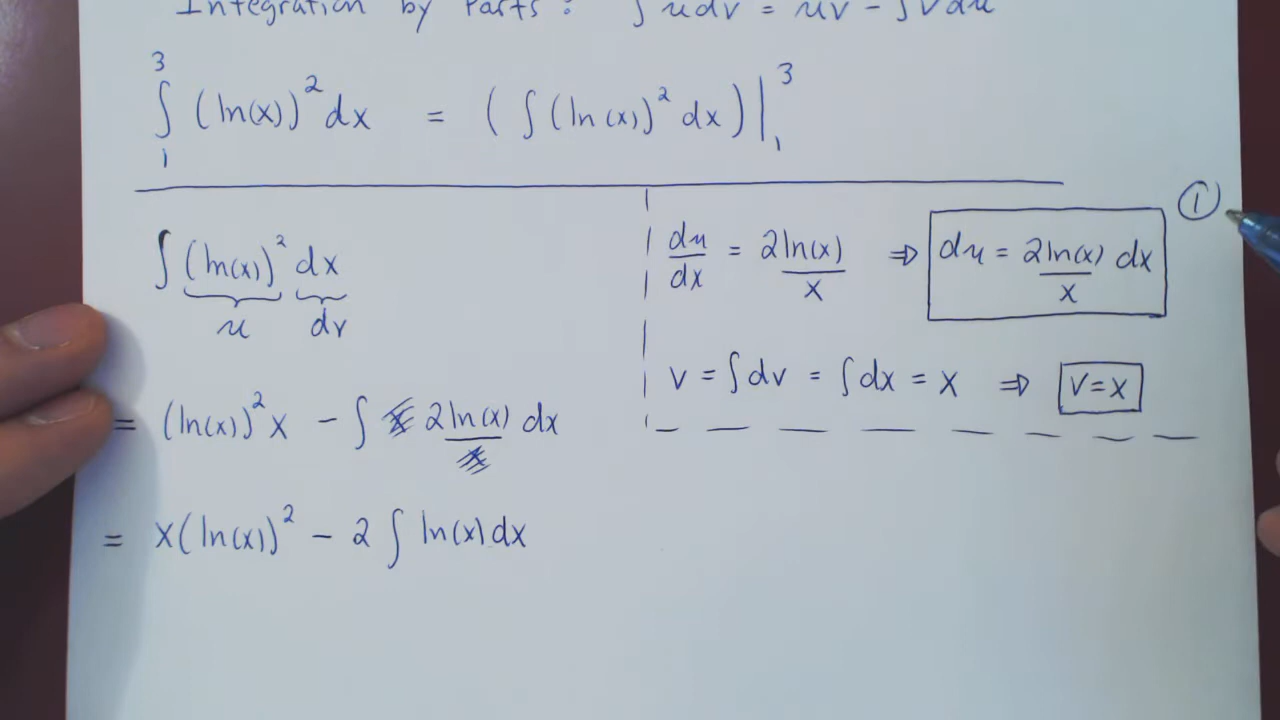 Integration by Parts: ∫ u dv = uv - ∫ v du
∫₁³ (ln(x))² dx = (∫ (ln(x))² dx)|₁³
①
∫ (ln(x))² dx
u dv
= (ln(x))² x - ∫ x 2ln(x)/x dx
= x(ln(x))² - 2 ∫ ln(x) dx
du/dx = 2ln(x)/x ⇒ du = 2ln(x)/x dx
v = ∫ dv = ∫ dx = x ⇒ v = x